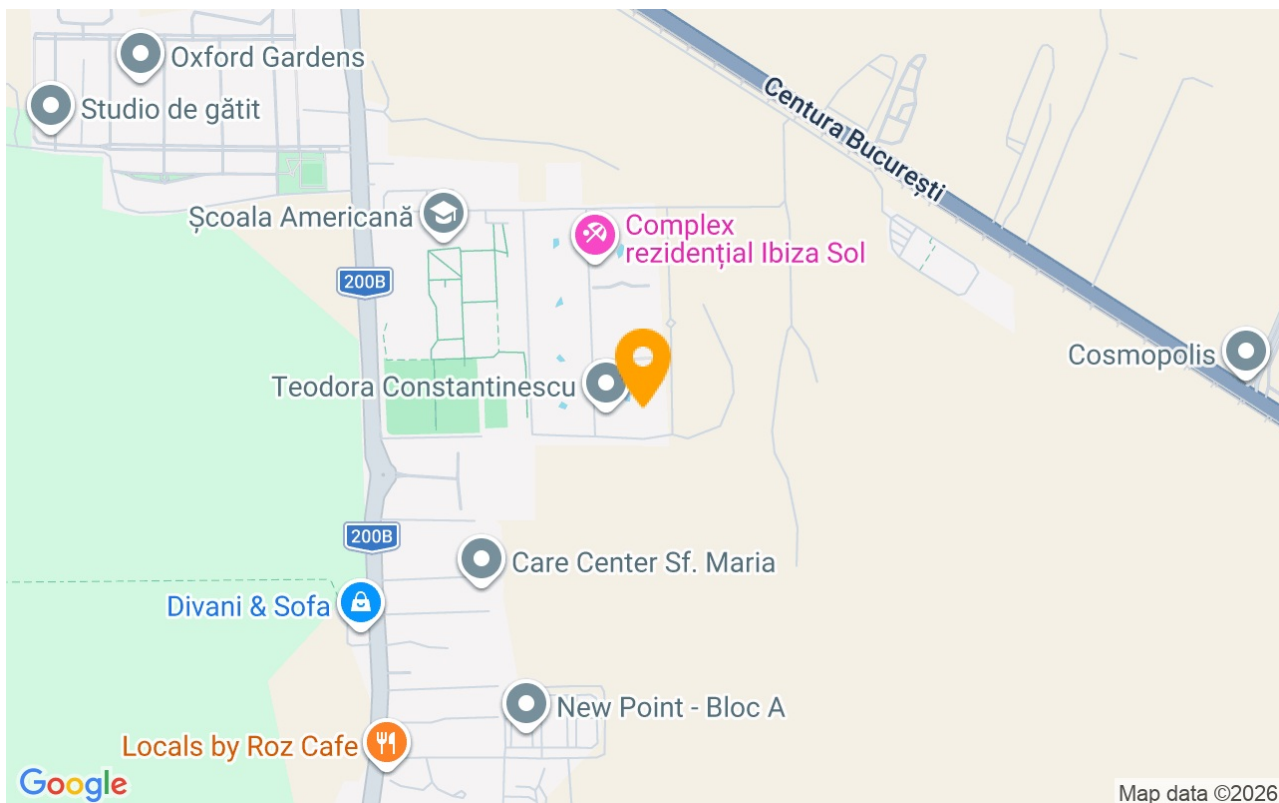 Oxford Gardens
Studio de gătit
Centura București
Școala Americană
Complex
rezidențial Ibiza Sol
200B
Cosmopolis
Teodora Constantinescu
200B
Care Center Sf. Maria
Divani & Sofa
New Point - Bloc A
Locals by Roz Cafe
Google
Map data ©2026